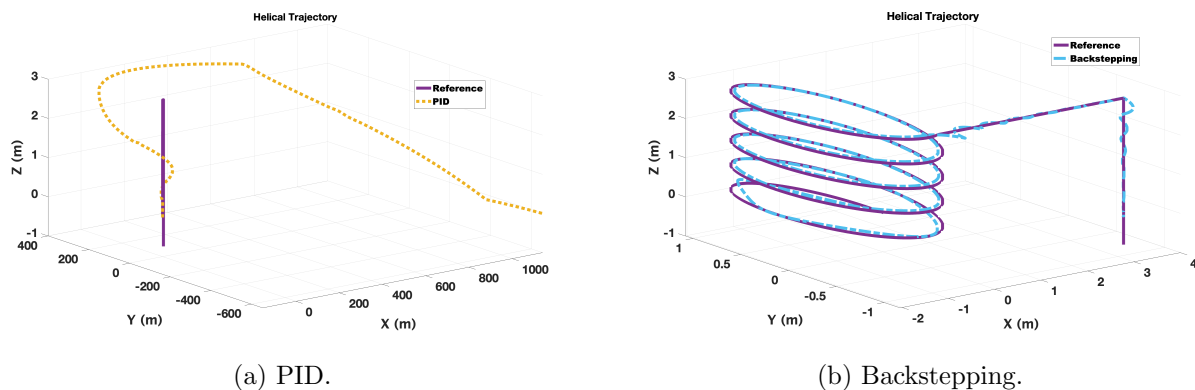 Helical Trajectory
Reference
PID
3
2
1
0
-1
Z (m)
400
200
0
-200
-400
-600
Y (m)
0
200
400
600
800
1000
X (m)
(a) PID.
Helical Trajectory
Reference
Backstepping
3
2
1
0
-1
Z (m)
1
0.5
0
-0.5
-1
Y (m)
-2
-1
0
1
2
3
4
X (m)
(b) Backstepping.